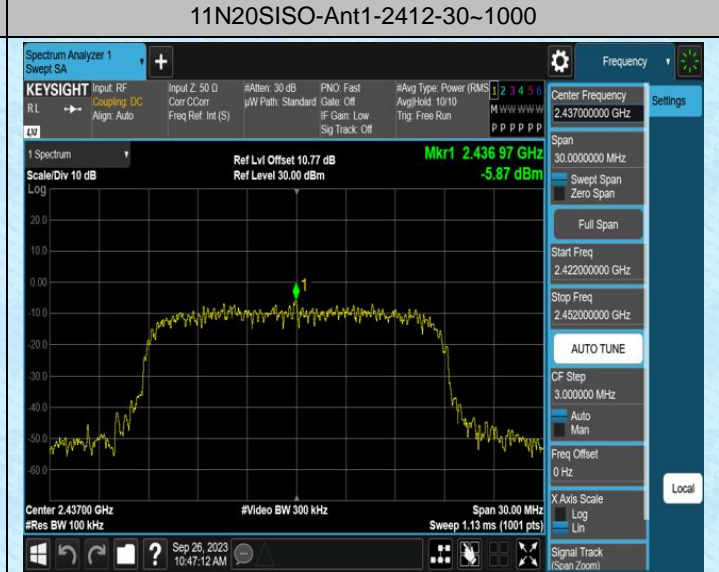 11N20SISO-Ant1-2412-30~1000
Spectrum Analyzer 1
Swept SA
+
Frequency
KEYSIGHT
RL
LXI
Input: RF
Coupling: DC
Align: Auto
Input Z: 50 Ω
Corr CCorr
Freq Ref: Int (S)
#Atten: 30 dB
µW Path: Standard
PNO: Fast
Gate: Off
IF Gain: Low
Sig Track: Off
#Avg Type: Power (RMS
Avg|Hold: 10/10
Trig: Free Run
1 2 3 4 5 6
M W W W W W
P P P P P P
1 Spectrum
Scale/Div 10 dB
Log
Ref Lvl Offset 10.77 dB
Ref Level 30.00 dBm
Mkr1 2.436 97 GHz
-5.87 dBm
20.0
10.0
0.00
-10.0
-20.0
-30.0
-40.0
-50.0
-60.0
1
Center 2.43700 GHz
#Res BW 100 kHz
#Video BW 300 kHz
Span 30.00 MHz
Sweep 1.13 ms (1001 pts)
Center Frequency
2.437000000 GHz
Settings
Span
30.0000000 MHz
Swept Span
Zero Span
Full Span
Start Freq
2.422000000 GHz
Stop Freq
2.452000000 GHz
AUTO TUNE
CF Step
3.000000 MHz
Auto
Man
Freq Offset
0 Hz
X Axis Scale
Log
Lin
Local
Signal Track
(Span Zoom)
?
Sep 26, 2023
10:47:12 AM